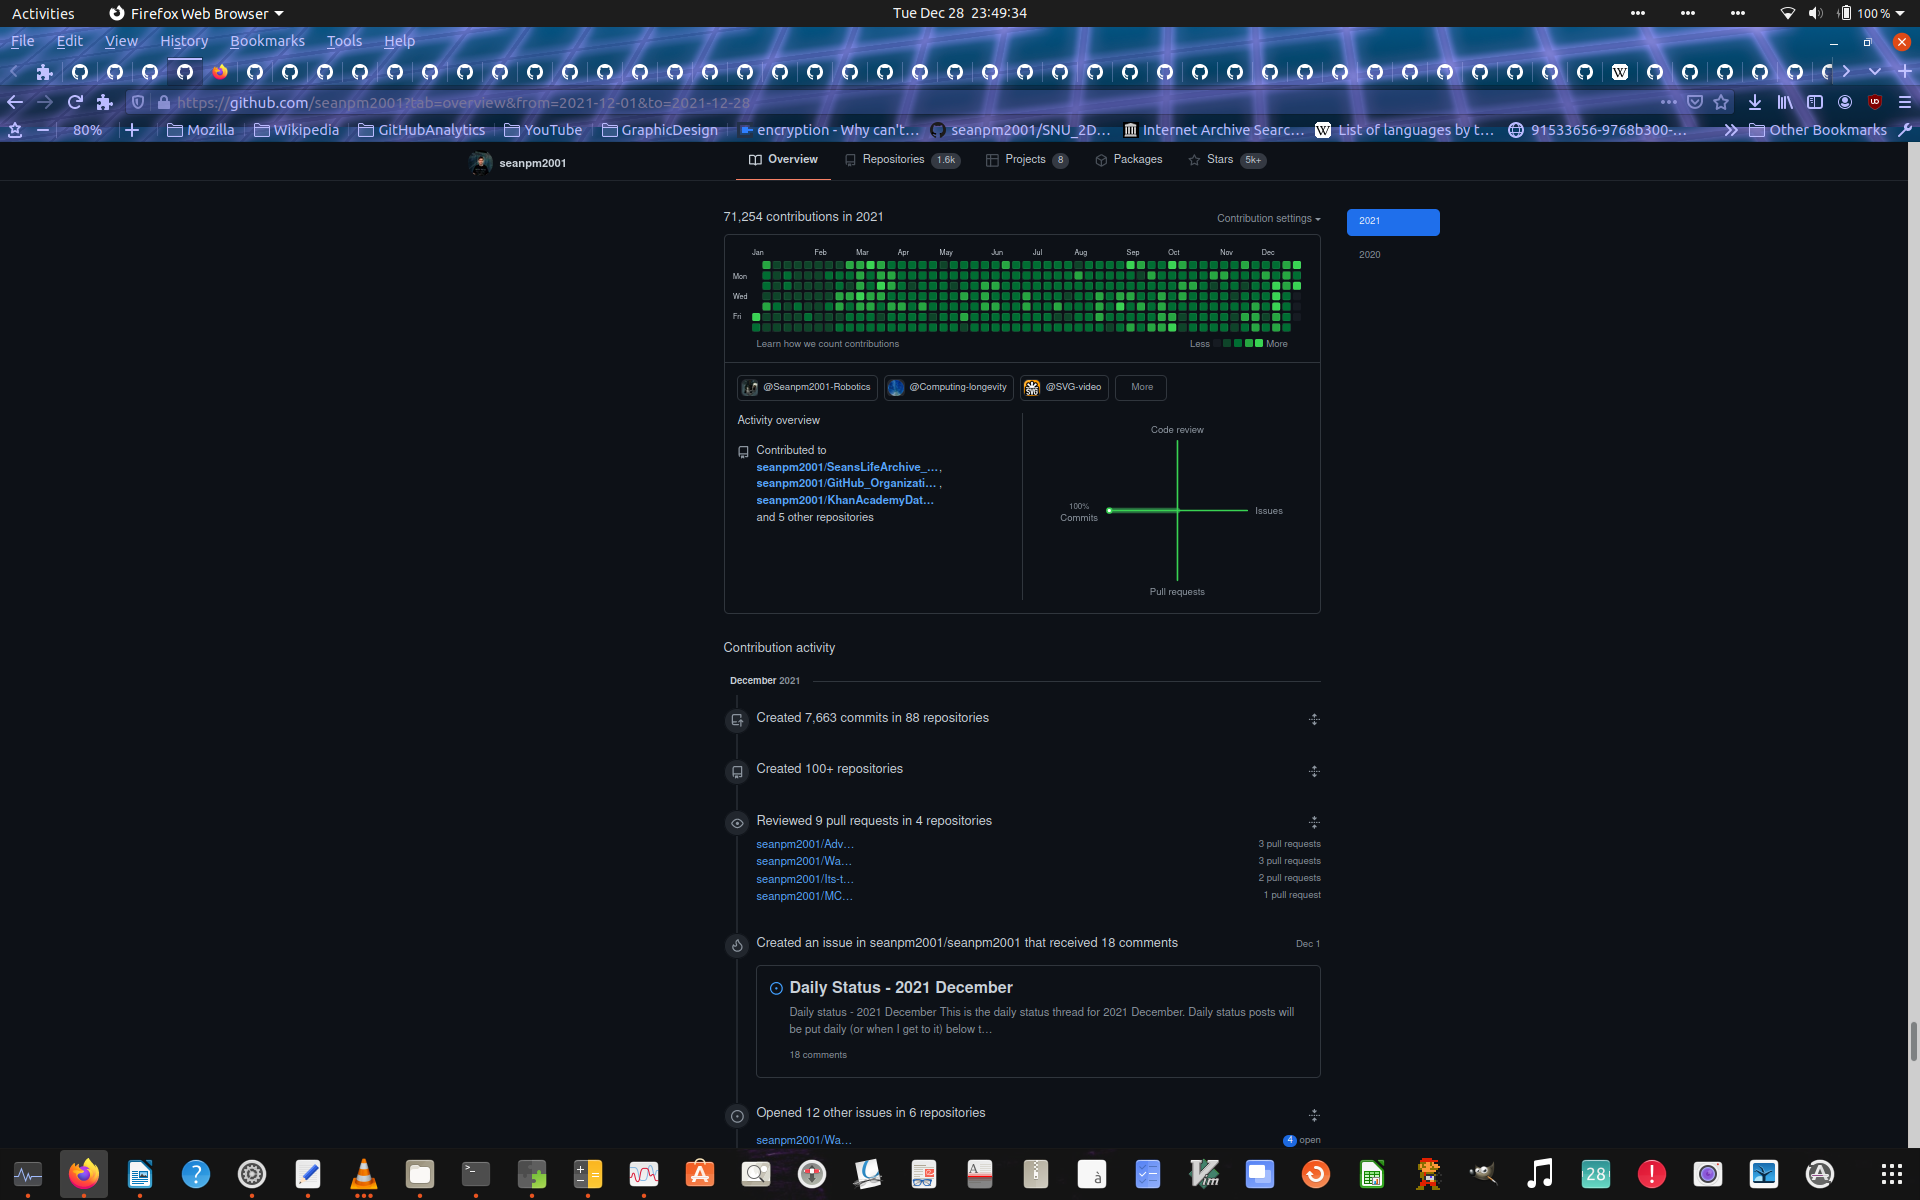 Activities Firefox Web Browser Tue Dec 28 23:49:34 100 %
File Edit View History Bookmarks Tools Help
https://github.com/seanpm2001?tab=overview&from=2021-12-01&to=2021-12-28
80% Mozilla Wikipedia GitHubAnalytics YouTube GraphicDesign encryption - Why can't… seanpm2001/SNU_2D… Internet Archive Searc… List of languages by t… 91533656-9768b300-… Other Bookmarks
seanpm2001 Overview Repositories 1.6k Projects 8 Packages Stars 5k+
71,254 contributions in 2021 Contribution settings 2021
2020
Jan Feb Mar Apr May Jun Jul Aug Sep Oct Nov Dec
Mon
Wed
Fri
Learn how we count contributions Less More
@Seanpm2001-Robotics @Computing-longevity @SVG-video More
Activity overview
Code review
Contributed to
seanpm2001/SeansLifeArchive_…,
seanpm2001/GitHub_Organizati… ,
seanpm2001/KhanAcademyDat…
and 5 other repositories
100%
Commits
Issues
Pull requests
Contribution activity
December 2021
Created 7,663 commits in 88 repositories
Created 100+ repositories
Reviewed 9 pull requests in 4 repositories
seanpm2001/Adv… 3 pull requests
seanpm2001/Wa… 3 pull requests
seanpm2001/Its-t… 2 pull requests
seanpm2001/MC… 1 pull request
Created an issue in seanpm2001/seanpm2001 that received 18 comments Dec 1
Daily Status - 2021 December
Daily status - 2021 December This is the daily status thread for 2021 December. Daily status posts will
be put daily (or when I get to it) below t…
18 comments
Opened 12 other issues in 6 repositories
seanpm2001/Wa… 4 open
28